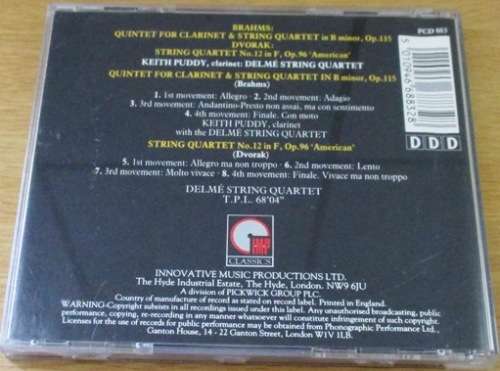 BRAHMS: PCD 883
QUINTET FOR CLARINET & STRING QUARTET in B minor, Op.115
DVORAK:
STRING QUARTET No.12 in F, Op.96 'American'
KEITH PUDDY, clarinet: DELMÉ STRING QUARTET
QUINTET FOR CLARINET & STRING QUARTET IN B minor, Op.115
(Brahms)
1. 1st movement: Allegro · 2. 2nd movement: Adagio
3. 3rd movement: Andantino-Presto non assai, ma con sentimento
4. 4th movement: Finale. Con moto
KEITH PUDDY, clarinet
with the DELMÉ STRING QUARTET
STRING QUARTET No.12 in F, Op.96 'American'
(Dvorak)
5. 1st movement: Allegro ma non troppo · 6. 2nd movement: Lento
7. 3rd movement: Molto vivace · 8. 4th movement: Finale. Vivace ma non troppo
DELMÉ STRING QUARTET
T.P.L. 68'04"
5 010946 688328
DDD
CLASSICS
INNOVATIVE MUSIC PRODUCTIONS LTD.
The Hyde Industrial Estate, The Hyde, London, NW9 6JU
A division of PICKWICK GROUP PLC.
Country of manufacture of record as stated on record label. Printed in England.
WARNING-Copyright subsists in all recordings issued under this label. Any unauthorised broadcasting, public
performance, copying, re-recording in any manner whatsoever will constitute infringement of such copyright.
Licenses for the use of records for public performance may be obtained from Phonographic Performance Ltd.,
Ganton House, 14 - 22 Ganton Street, London W1V 1LB.